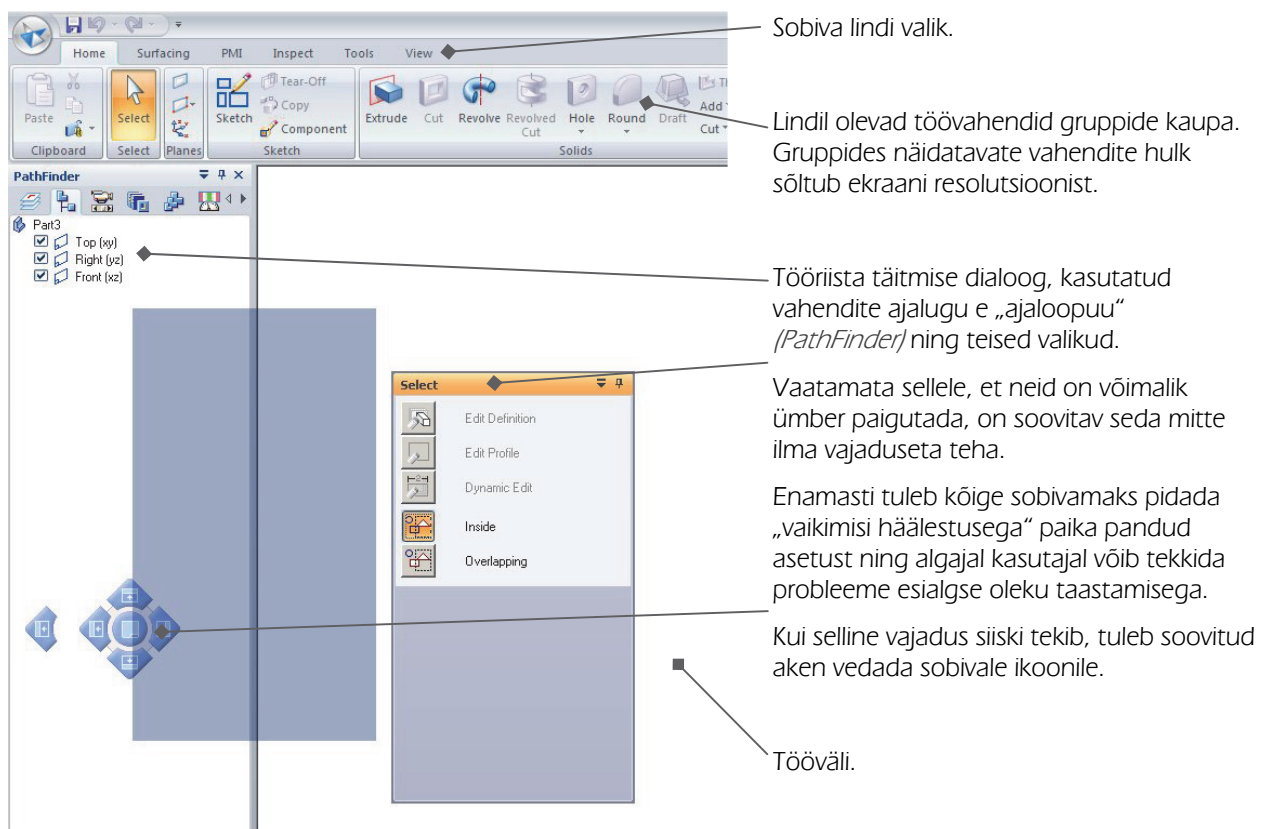 Home Surfacing PMI Inspect Tools View
Paste
Select
Sketch
Tear-Off
Copy
Component
Extrude Cut Revolve Revolved Cut Hole Round Draft
Add
Cut
Clipboard Select Planes Sketch Solids
PathFinder
Part3
Top (xy)
Right (yz)
Front (xz)
Select
Edit Definition
Edit Profile
Dynamic Edit
Inside
Overlapping
Sobiva lindi valik.
Lindil olevad töövahendid gruppide kaupa.
Gruppides näidatavate vahendite hulk
sõltub ekraani resolutsioonist.
Tööriista täitmise dialoog, kasutatud
vahendite ajalugu e „ajaloopuu“
(PathFinder) ning teised valikud.
Vaatamata sellele, et neid on võimalik
ümber paigutada, on soovitav seda mitte
ilma vajaduseta teha.
Enamasti tuleb kõige sobivamaks pidada
„vaikimisi häälestusega“ paika pandud
asetust ning algajal kasutajal võib tekkida
probleeme esialgse oleku taastamisega.
Kui selline vajadus siiski tekib, tuleb soovitud
aken vedada sobivale ikoonile.
Tööväli.